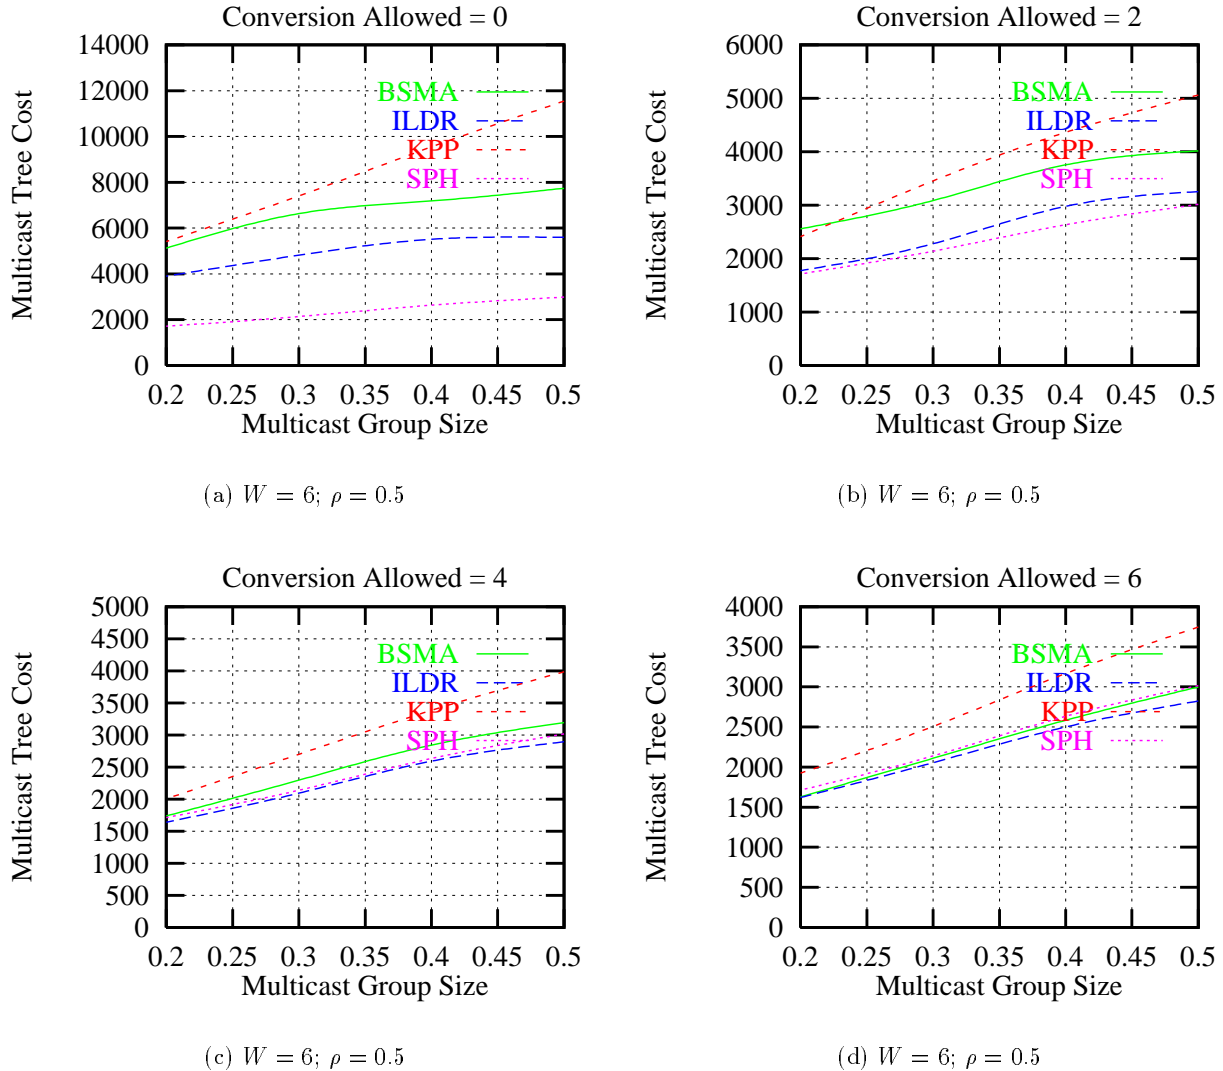 Conversion Allowed = 0
Multicast Tree Cost
14000
12000
10000
8000
6000
4000
2000
0
BSMA
ILDR
KPP
SPH
0.2 0.25 0.3 0.35 0.4 0.45 0.5
Multicast Group Size
(a) W = 6; ρ = 0.5
Conversion Allowed = 2
Multicast Tree Cost
6000
5000
4000
3000
2000
1000
0
BSMA
ILDR
KPP
SPH
0.2 0.25 0.3 0.35 0.4 0.45 0.5
Multicast Group Size
(b) W = 6; ρ = 0.5
Conversion Allowed = 4
Multicast Tree Cost
5000
4500
4000
3500
3000
2500
2000
1500
1000
500
0
BSMA
ILDR
KPP
SPH
0.2 0.25 0.3 0.35 0.4 0.45 0.5
Multicast Group Size
(c) W = 6; ρ = 0.5
Conversion Allowed = 6
Multicast Tree Cost
4000
3500
3000
2500
2000
1500
1000
500
0
BSMA
ILDR
KPP
SPH
0.2 0.25 0.3 0.35 0.4 0.45 0.5
Multicast Group Size
(d) W = 6; ρ = 0.5